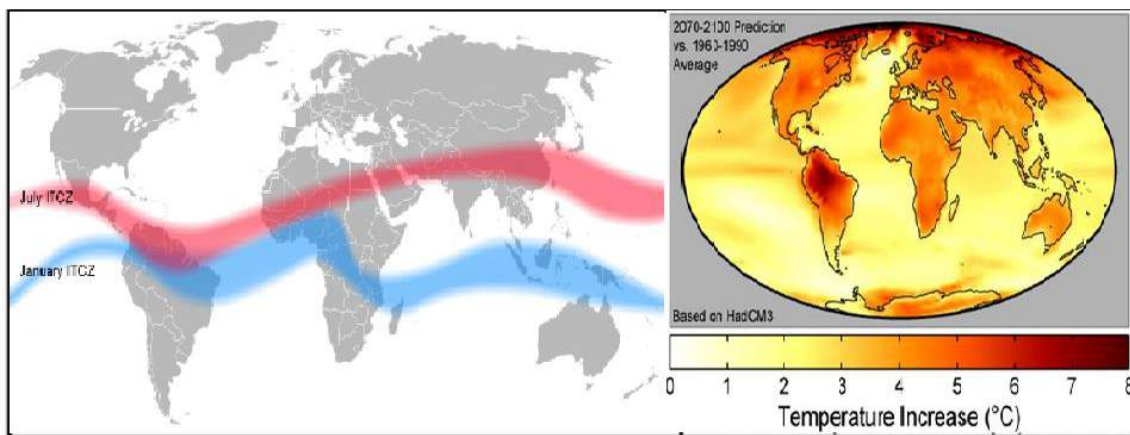 July ITCZ
January ITCZ
2070-2100 Prediction
vs. 1960-1990
Average
Based on HadCM3
0 1 2 3 4 5 6 7 8
Temperature Increase (°C)